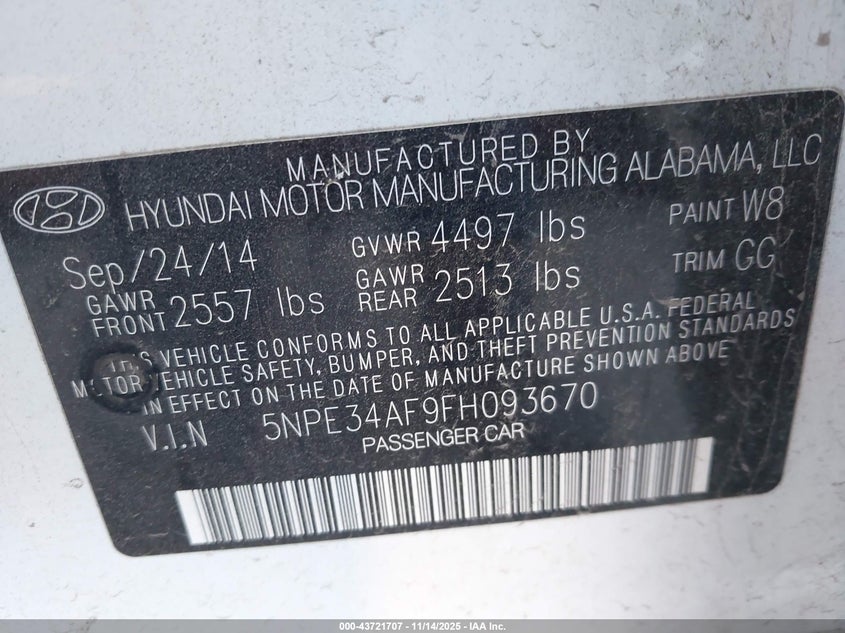 MANUFACTURED BY
HYUNDAI MOTOR MANUFACTURING ALABAMA, LLC
Sep/24/14 GVWR 4497 lbs PAINT W8
GAWR FRONT 2557 lbs GAWR REAR 2513 lbs TRIM GG
THIS VEHICLE CONFORMS TO ALL APPLICABLE U.S.A. FEDERAL
MOTOR VEHICLE SAFETY, BUMPER, AND THEFT PREVENTION STANDARDS
IN EFFECT ON THE DATE OF MANUFACTURE SHOWN ABOVE
V.I.N 5NPE34AF9FH093670
PASSENGER CAR
000-43721707 - 11/14/2025 - IAA Inc.